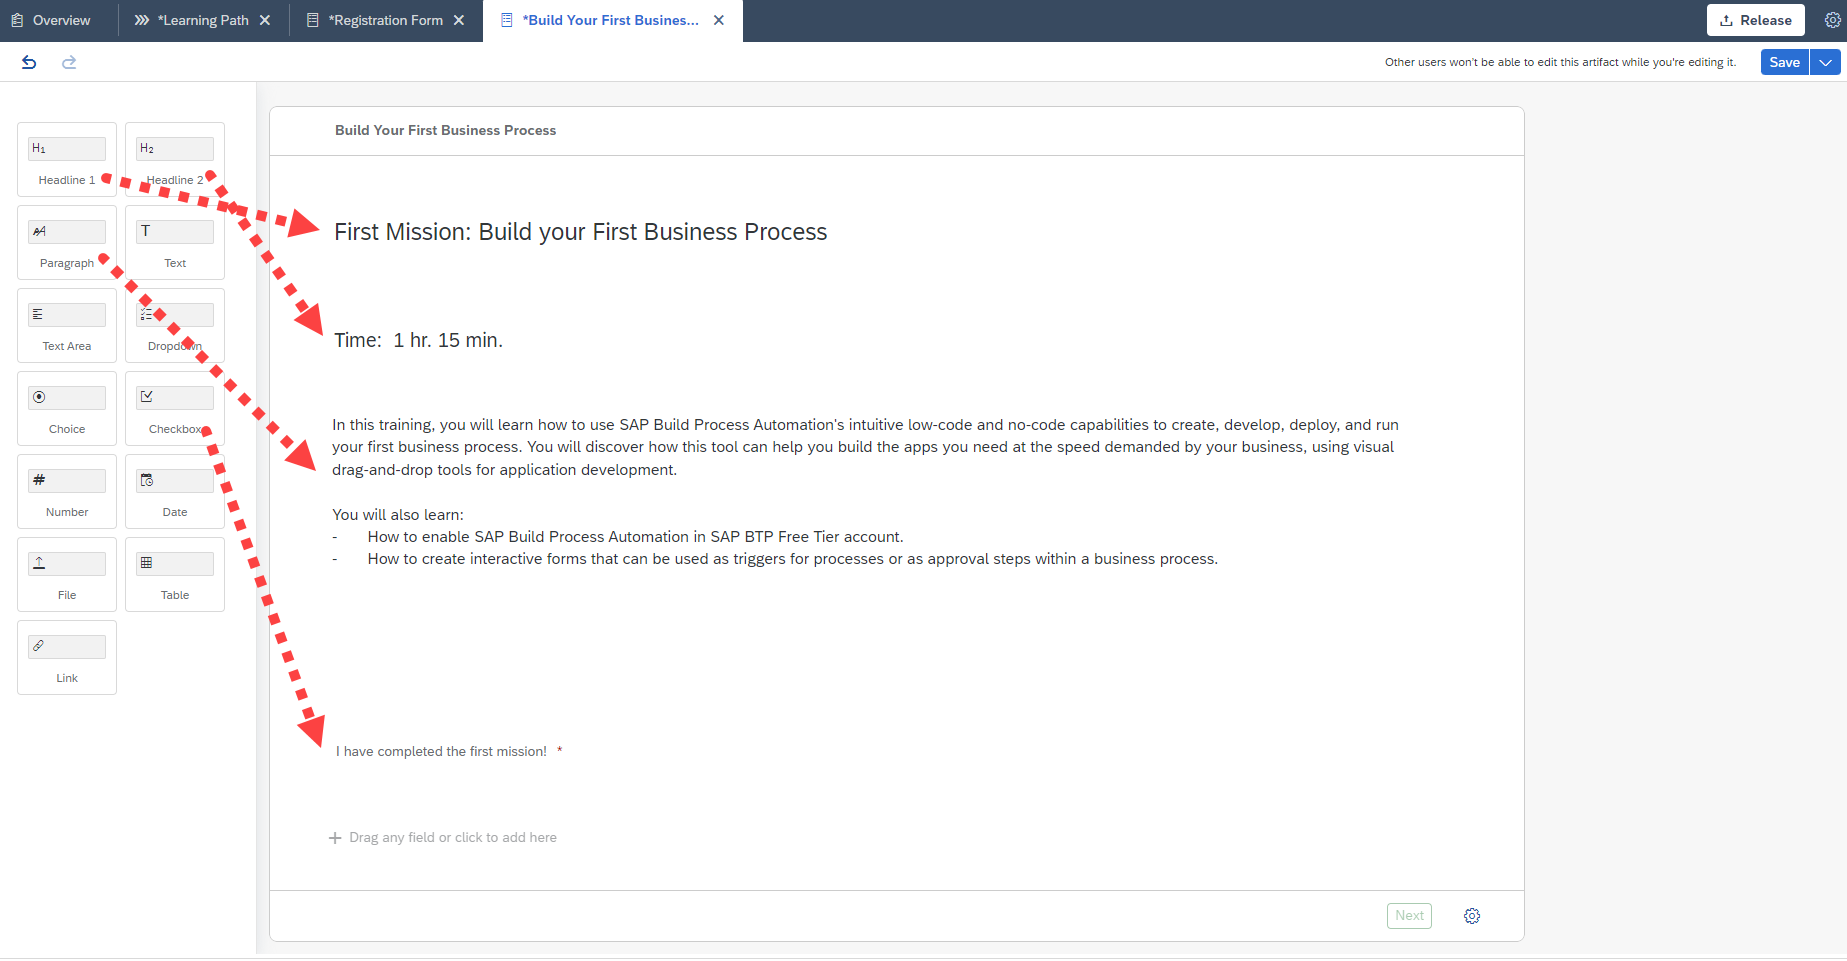 Overview
*Learning Path
*Registration Form
*Build Your First Busines...
Release
Other users won't be able to edit this artifact while you're editing it.
Save
H1
H2
Headline 1
Headline 2
T
Paragraph
Text
Text Area
Dropdown
Choice
Checkbox
#
Number
Date
File
Table
Link
Build Your First Business Process
First Mission: Build your First Business Process
Time: 1 hr. 15 min.
In this training, you will learn how to use SAP Build Process Automation's intuitive low-code and no-code capabilities to create, develop, deploy, and run
your first business process. You will discover how this tool can help you build the apps you need at the speed demanded by your business, using visual
drag-and-drop tools for application development.
You will also learn:
- How to enable SAP Build Process Automation in SAP BTP Free Tier account.
- How to create interactive forms that can be used as triggers for processes or as approval steps within a business process.
I have completed the first mission! *
Drag any field or click to add here
Next